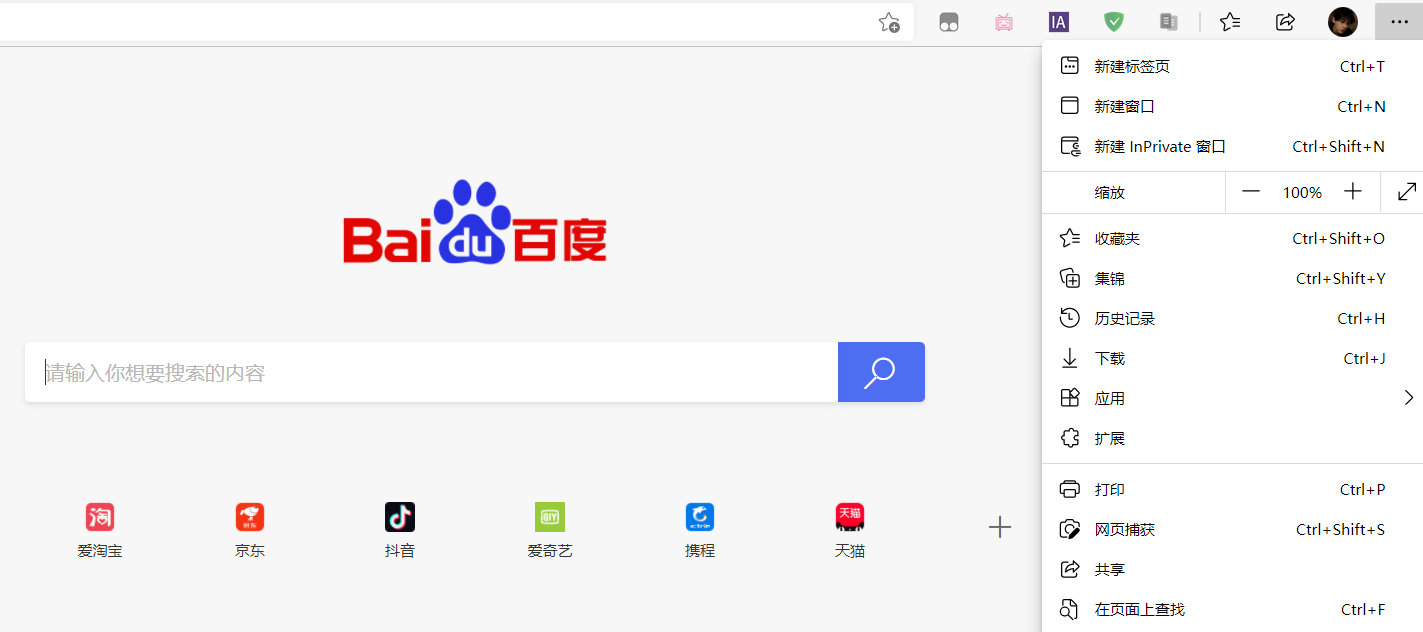 IA
新建标签页 Ctrl+T
新建窗口 Ctrl+N
新建 InPrivate 窗口 Ctrl+Shift+N
缩放 100%
收藏夹 Ctrl+Shift+O
集锦 Ctrl+Shift+Y
历史记录 Ctrl+H
下载 Ctrl+J
应用
扩展
打印 Ctrl+P
网页捕获 Ctrl+Shift+S
共享
在页面上查找 Ctrl+F
Bai du 百度
请输入你想要搜索的内容
淘 京东 QIY ctrip 天猫
爱淘宝 京东 抖音 爱奇艺 携程 天猫